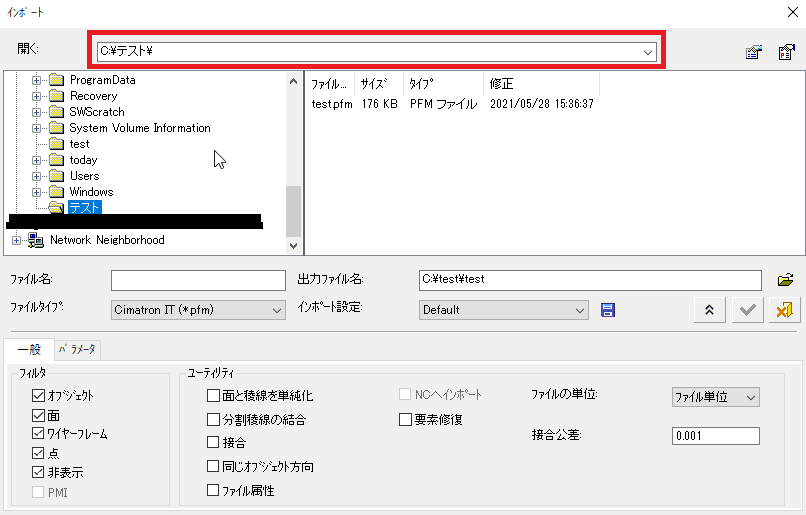 インポート
開く:
C:¥テスト¥
ProgramData
Recovery
SWScratch
System Volume Information
test
today
Users
Windows
テスト
Network Neighborhood
ファイル... サイズ タイプ 修正
test.pfm 176 KB PFM ファイル 2021/05/28 15:36:37
ファイル名:
出力ファイル名: C:¥test¥test
ファイルタイプ: Cimatron IT (*.pfm)
インポート設定: Default
一般 パラメータ
フィルタ
オブジェクト
面
ワイヤーフレーム
点
非表示
PMI
ユーティリティ
面と稜線を単純化
分割稜線の結合
接合
同じオブジェクト方向
ファイル属性
NCへインポート
要素修復
ファイルの単位: ファイル単位
接合公差: 0.001